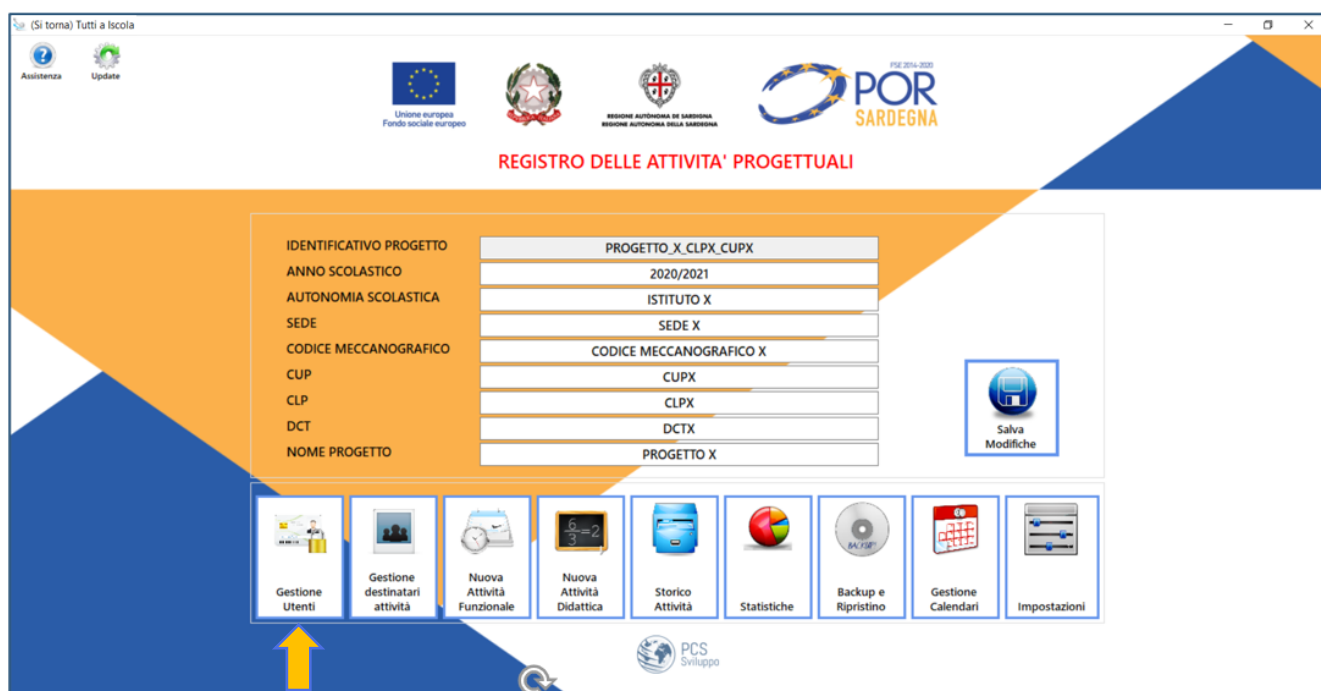 (Si torna) Tutti a Iscola
Assistenza
Update
Unione europea
Fondo sociale europeo
REGIONE AUTÒNOMA DE SARDIGNA
REGIONE AUTONOMA DELLA SARDEGNA
FSE 2014-2020
POR
SARDEGNA
REGISTRO DELLE ATTIVITA' PROGETTUALI
IDENTIFICATIVO PROGETTO PROGETTO_X_CLPX_CUPX
ANNO SCOLASTICO 2020/2021
AUTONOMIA SCOLASTICA ISTITUTO X
SEDE SEDE X
CODICE MECCANOGRAFICO CODICE MECCANOGRAFICO X
CUP CUPX
CLP CLPX
DCT DCTX
NOME PROGETTO PROGETTO X
Salva
Modifiche
6/3=2
BACKUP
Gestione
Utenti
Gestione
destinatari
attività
Nuova
Attività
Funzionale
Nuova
Attività
Didattica
Storico
Attività
Statistiche
Backup e
Ripristino
Gestione
Calendari
Impostazioni
PCS
Sviluppo